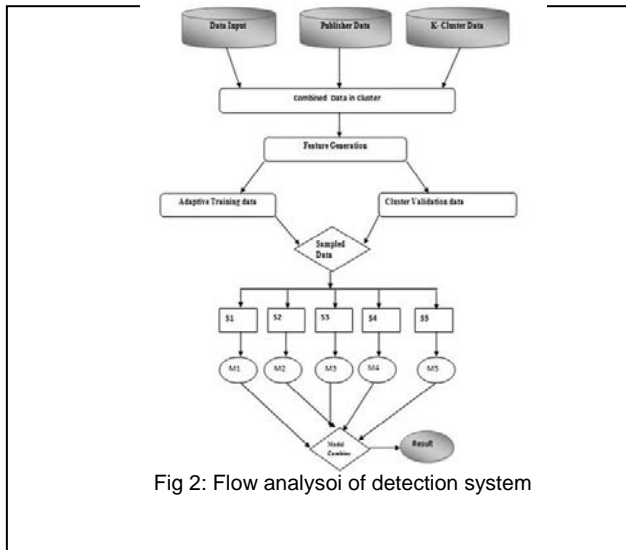 Data Input
Publisher Data
K- Cluster Data
Combined Data in Cluster
Feature Generation
Adaptive Training data
Cluster Validation data
Sampled
Data
S1
S2
S3
S4
S5
M1
M2
M3
M4
M5
Model
Combine
Result
Fig 2: Flow analysoi of detection system